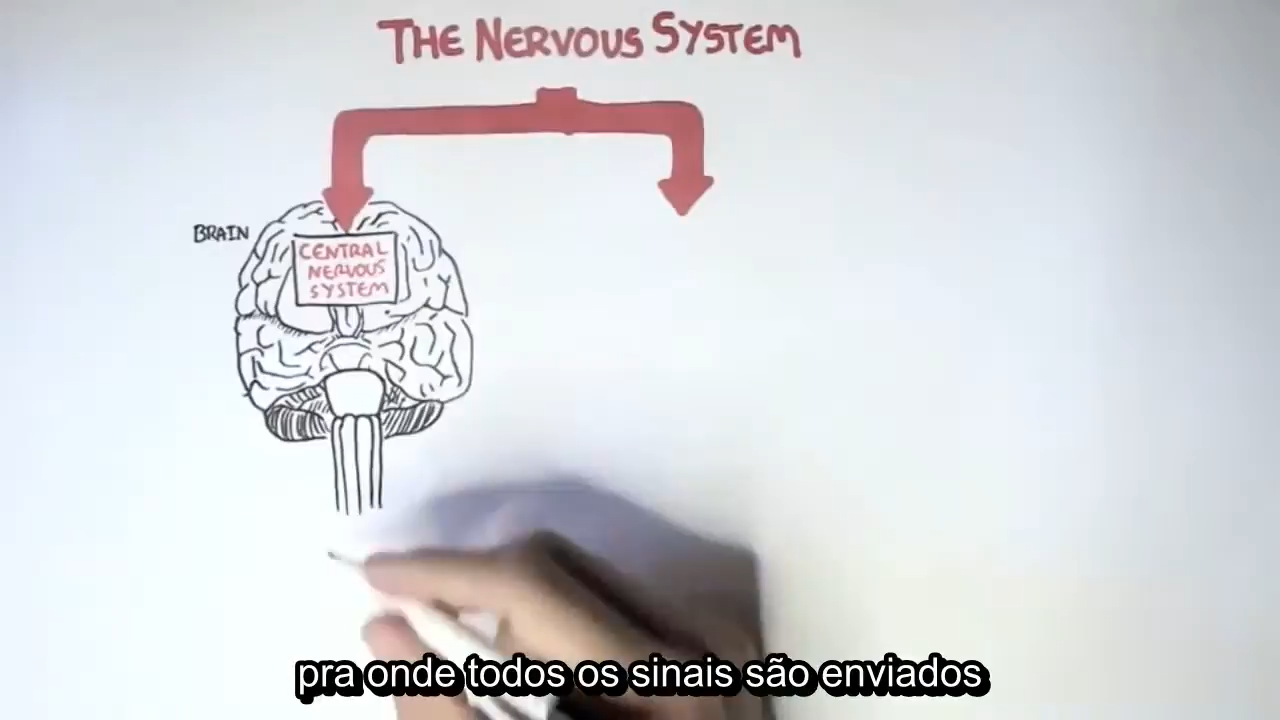 THE NERVOUS SYSTEM
BRAIN
CENTRAL
NERVOUS
SYSTEM
pra onde todos os sinais são enviados